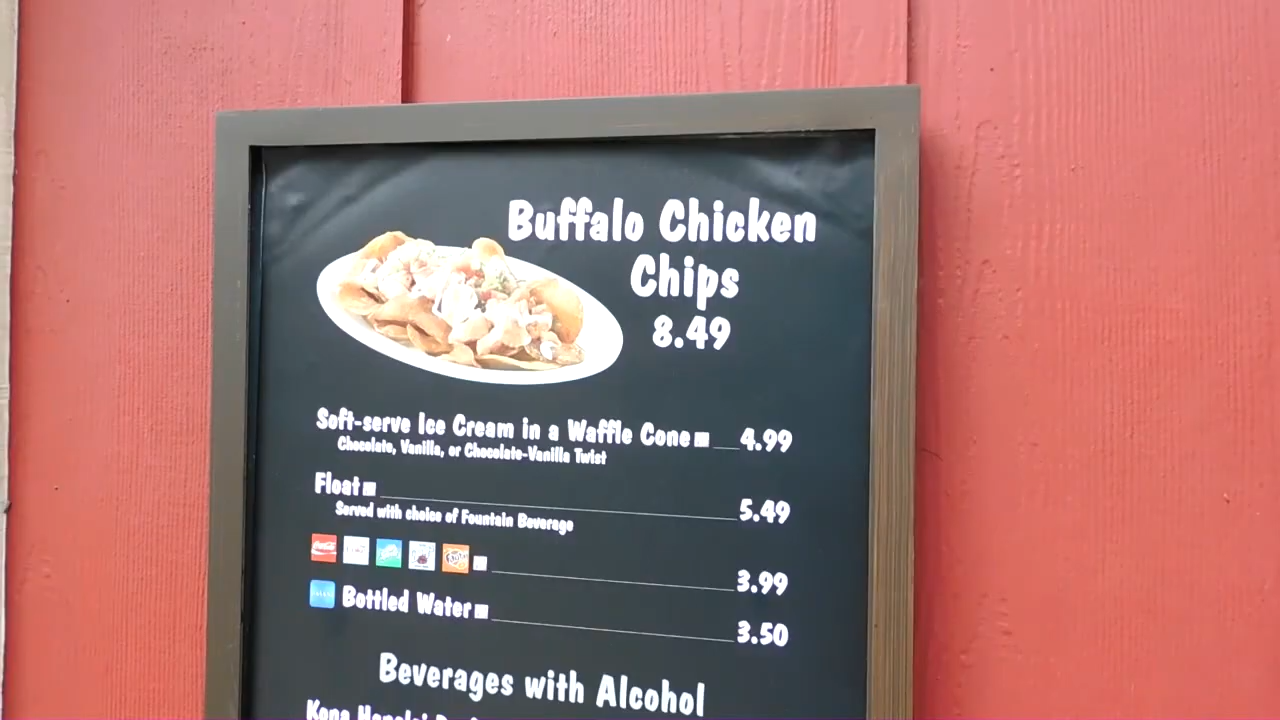 Buffalo Chicken
Chips
8.49
Soft-serve Ice Cream in a Waffle Cone 4.99
Chocolate, Vanilla, or Chocolate-Vanilla Twist
Float 5.49
Served with choice of Fountain Beverage
3.99
Bottled Water 3.50
Beverages with Alcohol
Kona